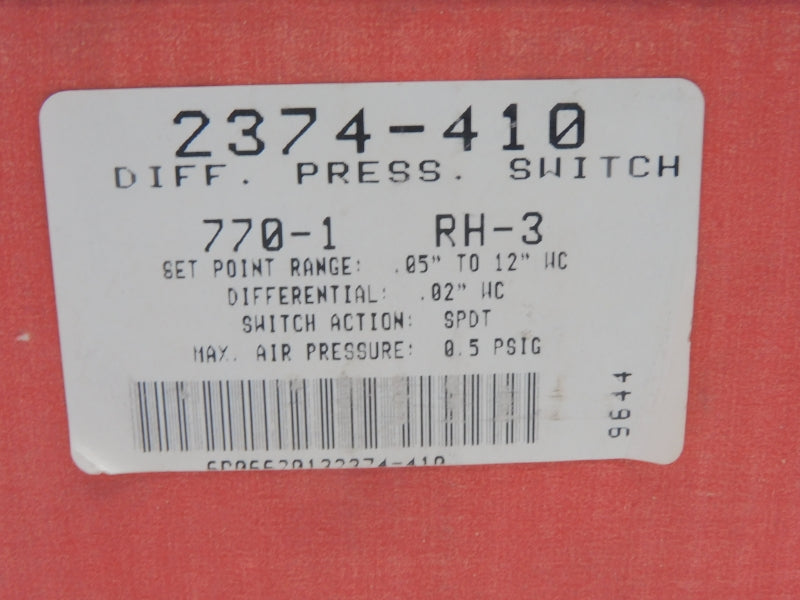 2374-410
DIFF. PRESS. SWITCH
770-1 RH-3
SET POINT RANGE: .05" TO 12" WC
DIFFERENTIAL: .02" WC
SWITCH ACTION: SPDT
MAX. AIR PRESSURE: 0.5 PSIG
9644